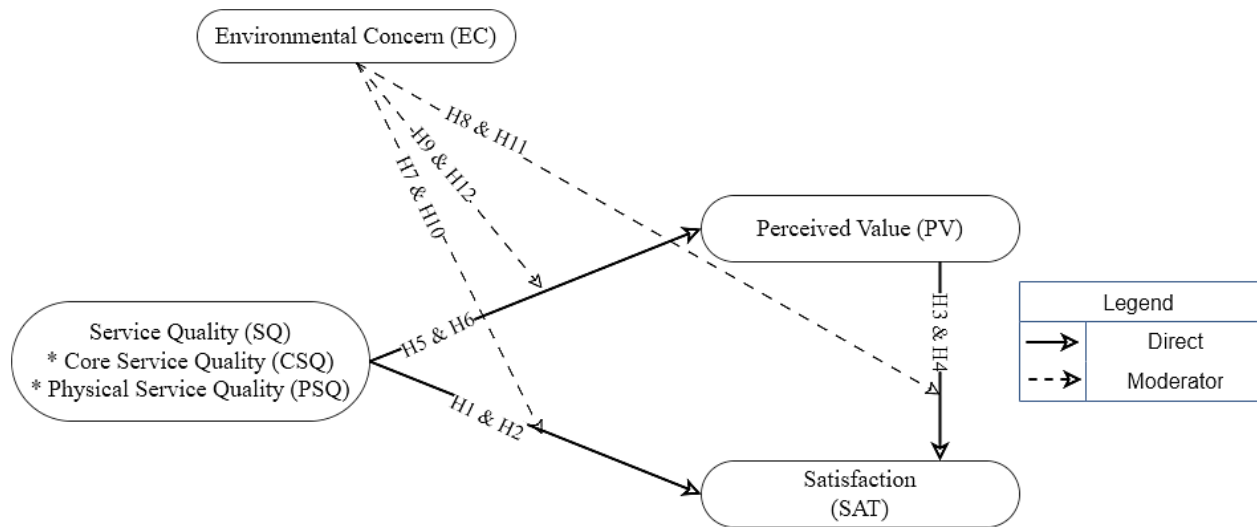 Environmental Concern (EC)
H8 & H11
H9 & H12
H7 & H10
Perceived Value (PV)
H3 & H4
Legend
Direct
Moderator
Service Quality (SQ)
* Core Service Quality (CSQ)
* Physical Service Quality (PSQ)
H5 & H6
H1 & H2
Satisfaction
(SAT)